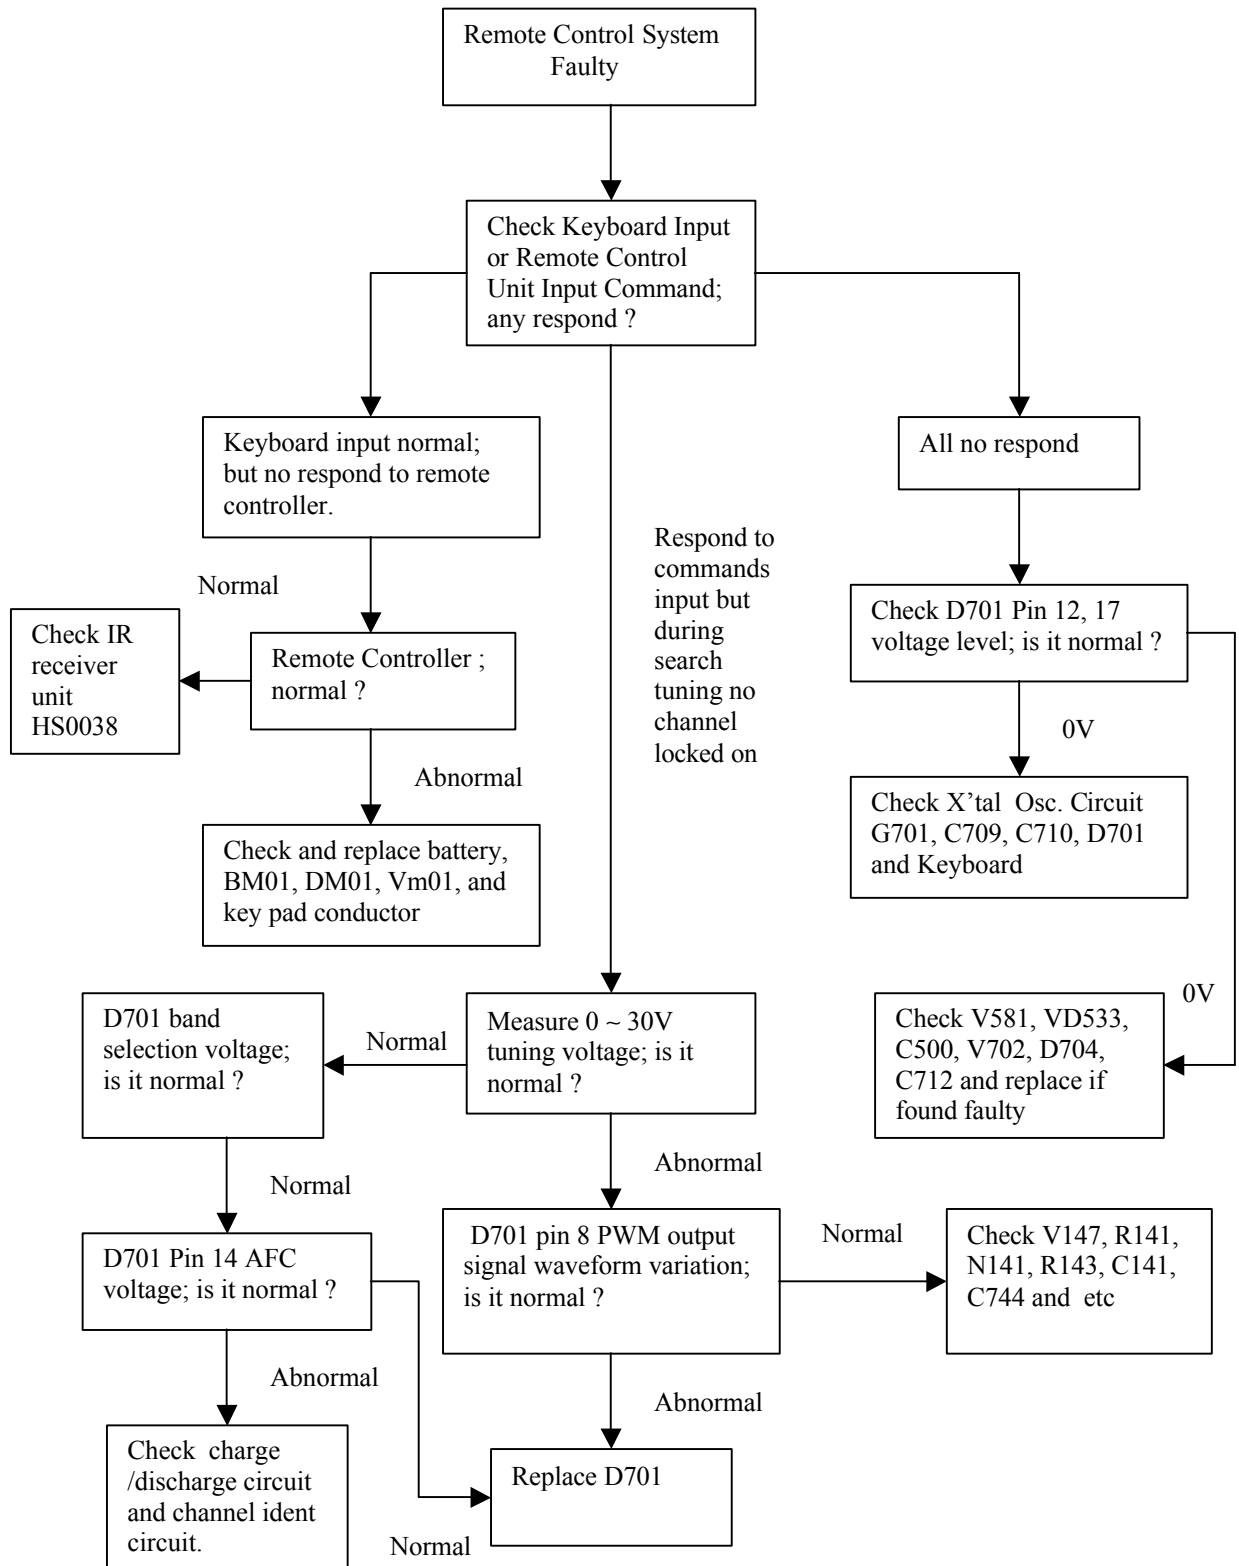 Remote Control System
Faulty
Check Keyboard Input
or Remote Control
Unit Input Command;
any respond ?
Keyboard input normal;
but no respond to remote
controller.
All no respond
Respond to
commands
input but
during
search
tuning no
channel
locked on
Normal
Check IR
receiver
unit
HS0038
Remote Controller ;
normal ?
Check D701 Pin 12, 17
voltage level; is it normal ?
0V
Abnormal
Check X’tal Osc. Circuit
G701, C709, C710, D701
and Keyboard
Check and replace battery,
BM01, DM01, Vm01, and
key pad conductor
0V
D701 band
selection voltage;
is it normal ?
Normal
Measure 0 ~ 30V
tuning voltage; is it
normal ?
Check V581, VD533,
C500, V702, D704,
C712 and replace if
found faulty
Normal
Abnormal
D701 Pin 14 AFC
voltage; is it normal ?
D701 pin 8 PWM output
signal waveform variation;
is it normal ?
Normal
Check V147, R141,
N141, R143, C141,
C744 and etc
Abnormal
Abnormal
Check charge
/discharge circuit
and channel ident
circuit.
Normal
Replace D701